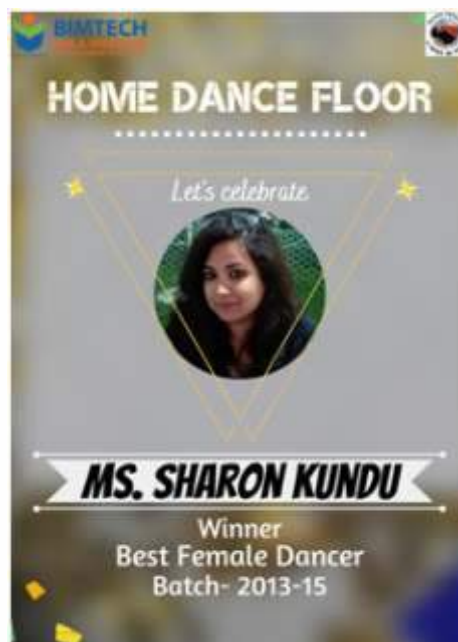 BIMTECH
HOME DANCE FLOOR
Let's celebrate
MS. SHARON KUNDU
Winner
Best Female Dancer
Batch- 2013-15